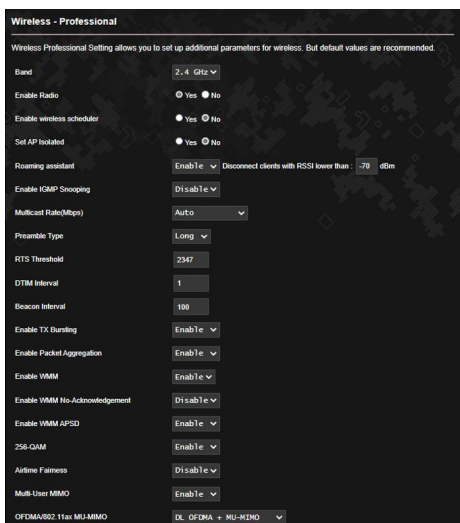 Wireless - Professional
Wireless Professional Setting allows you to set up additional parameters for wireless. But default values are recommended.
Band 2.4 GHz
Enable Radio Yes No
Enable wireless scheduler Yes No
Set AP Isolated Yes No
Roaming assistant Enable Disconnect clients with RSSI lower than : -70 dBm
Enable IGMP Snooping Disable
Multicast Rate(Mbps) Auto
Preamble Type Long
RTS Threshold 2347
DTIM Interval 1
Beacon Interval 100
Enable TX Bursting Enable
Enable Packet Aggregation Enable
Enable WMM Enable
Enable WMM No-Acknowledgement Disable
Enable WMM APSD Enable
256-QAM Enable
Airtime Fairness Disable
Multi-User MIMO Enable
OFDMA/802.11ax MU-MIMO DL OFDMA + MU-MIMO